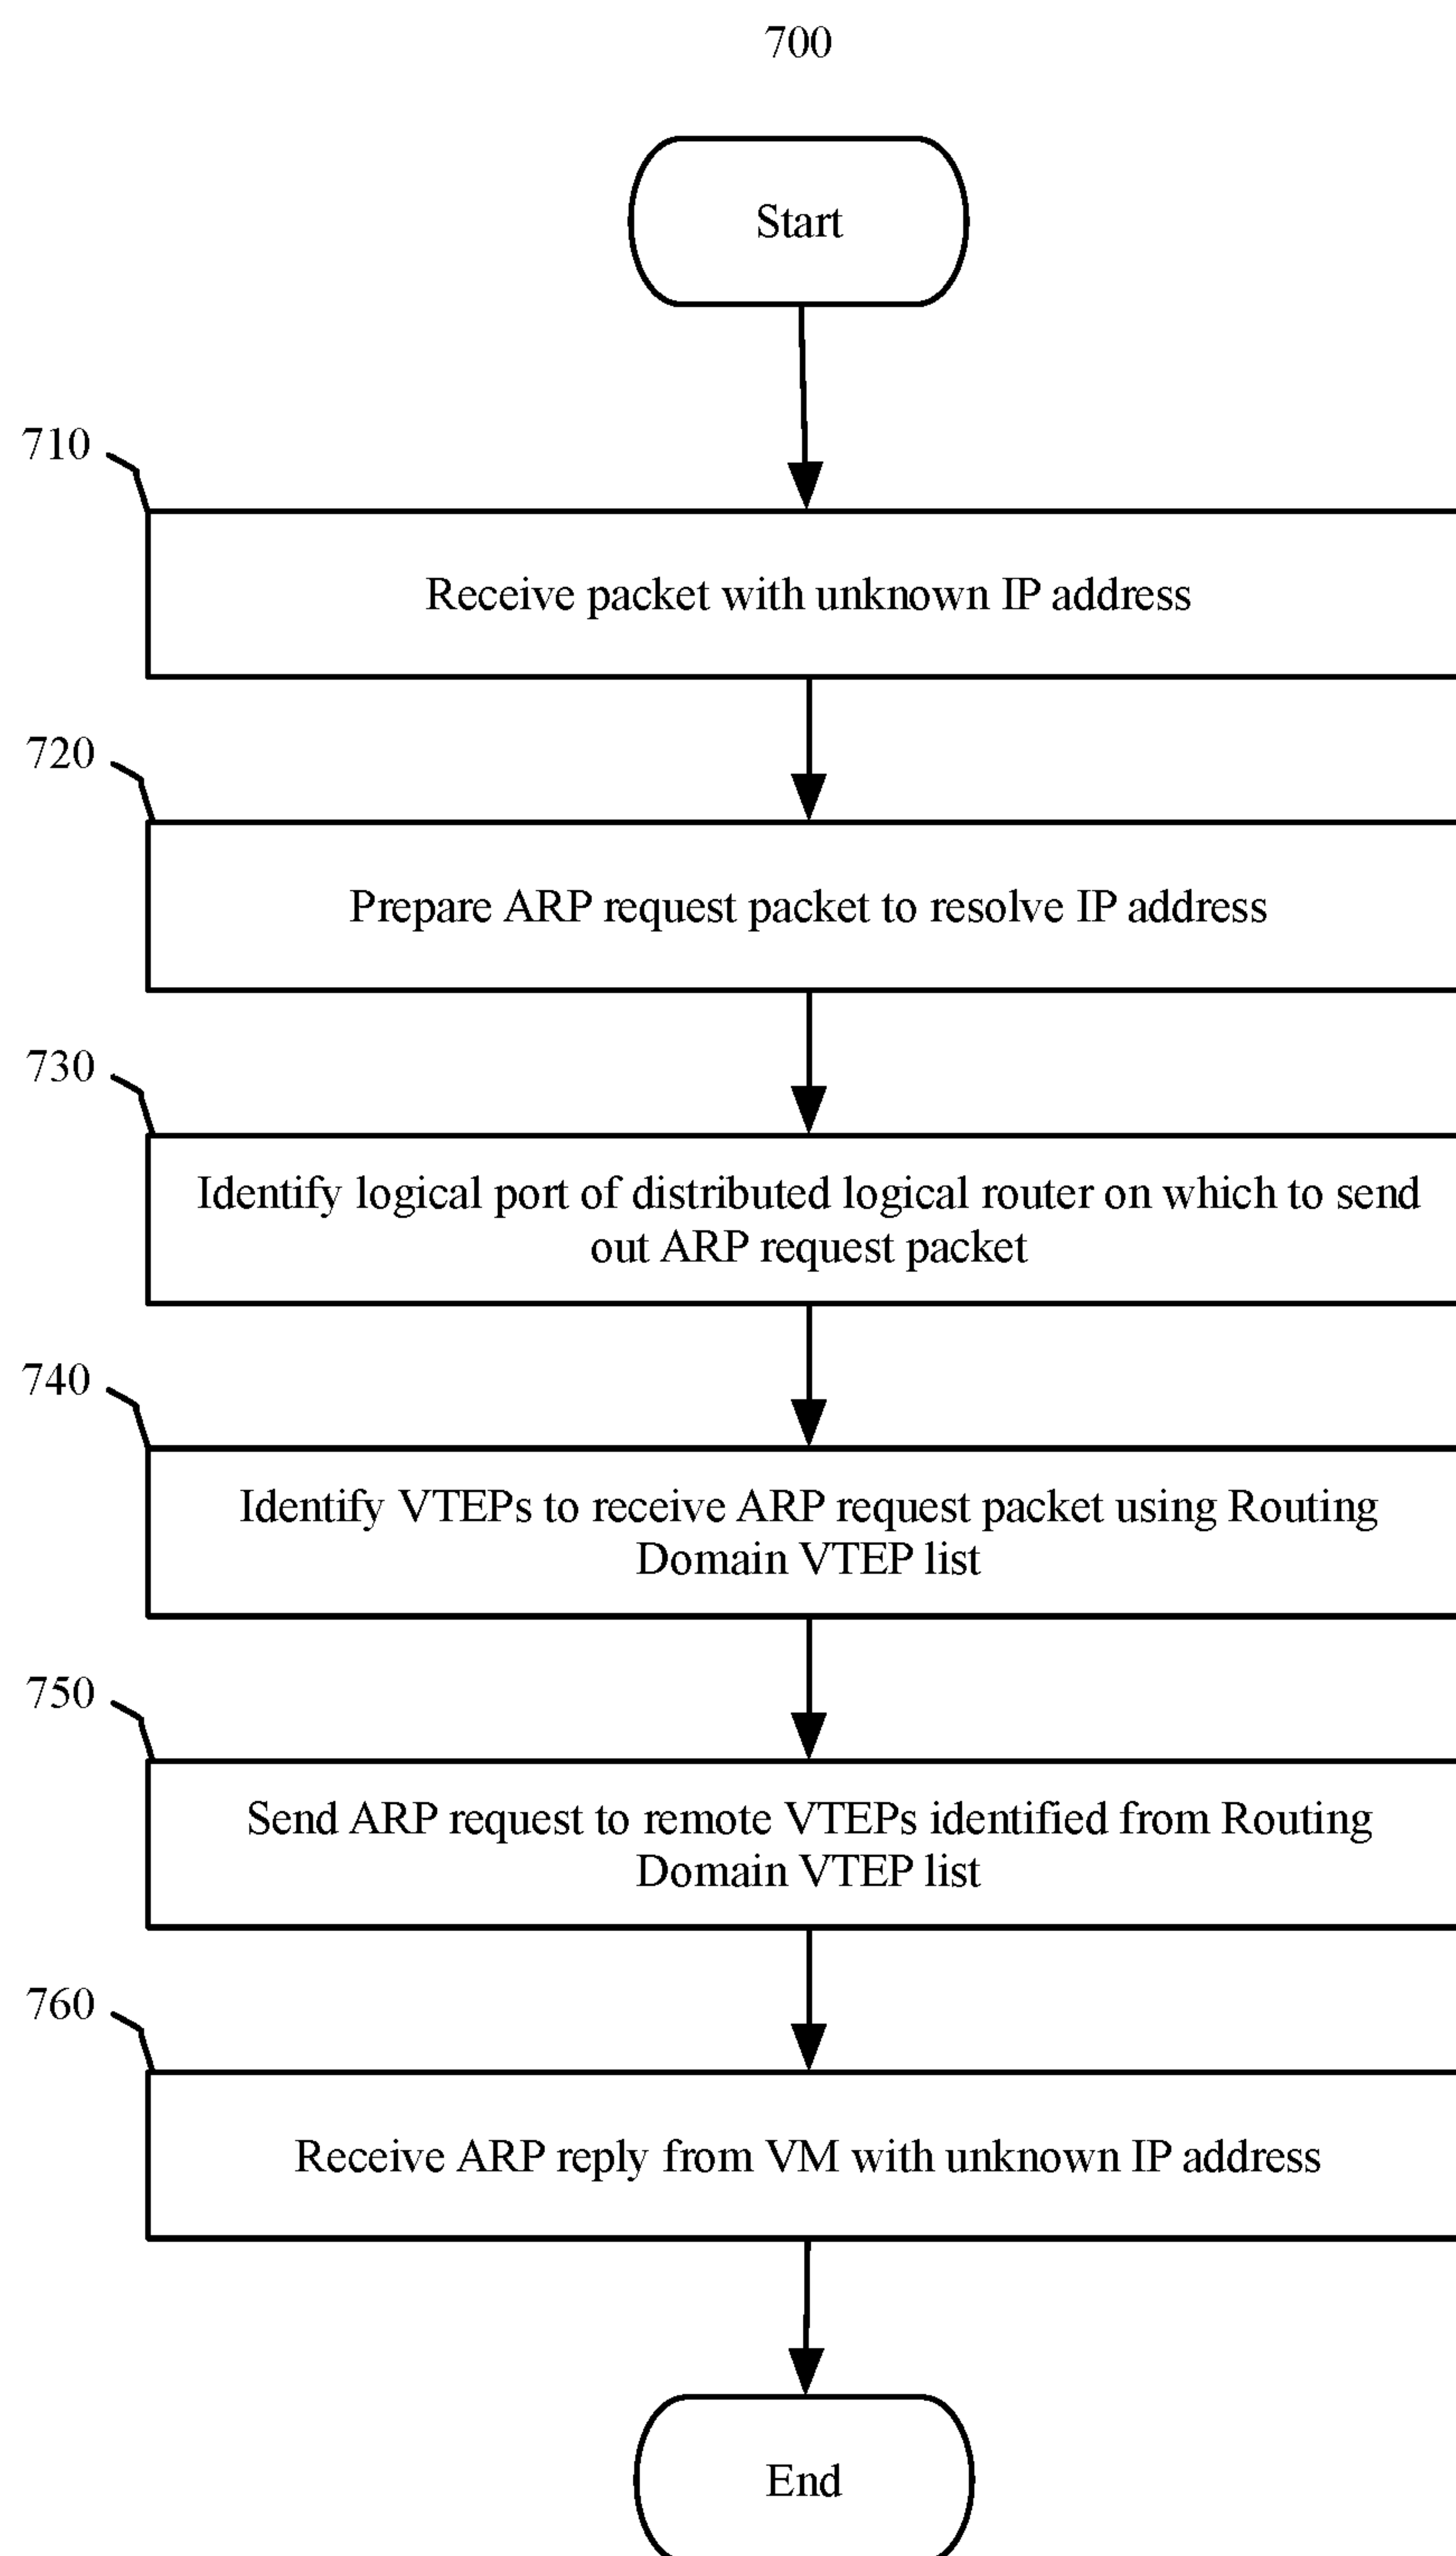 700
Start
710
Receive packet with unknown IP address
720
Prepare ARP request packet to resolve IP address
730
Identify logical port of distributed logical router on which to send
out ARP request packet
740
Identify VTEPs to receive ARP request packet using Routing
Domain VTEP list
750
Send ARP request to remote VTEPs identified from Routing
Domain VTEP list
760
Receive ARP reply from VM with unknown IP address
End